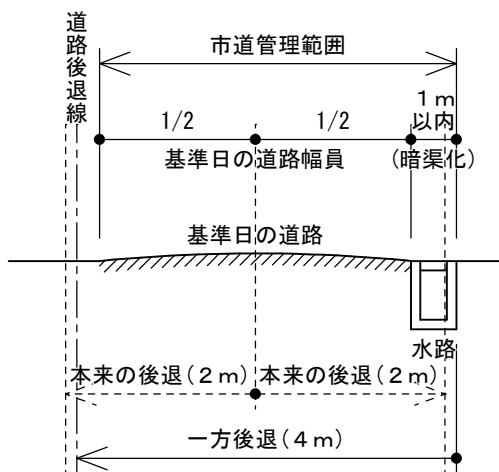 道路後退線
市道管理範囲
1/2
1/2
1m
以内
基準日の道路幅員
(暗渠化)
基準日の道路
水路
本来の後退(2m)
本来の後退(2m)
一方後退(4m)